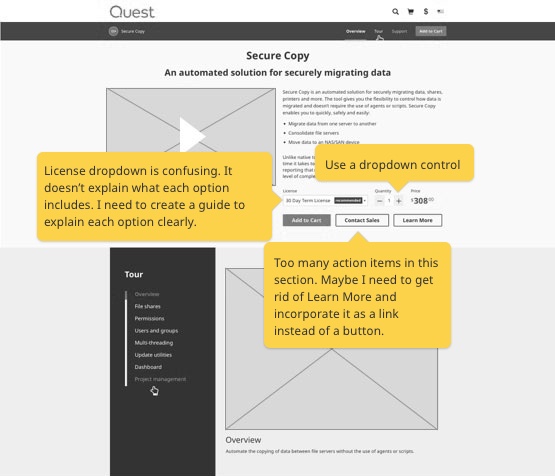 Quest
$
Secure Copy
Overview Tour Support Add to Cart
Secure Copy
An automated solution for securely migrating data
Secure Copy is an automated solution for securely migrating data, shares,
printers and more. The tool gives you the flexibility to control how data is
migrated and doesn't require the use of agents or scripts. Secure Copy
enables you to quickly, safely and easily:
Migrate data from one server to another
Consolidate file servers
Move data to an NAS/SAN device
Unlike native
time it takes to
reporting that
level of comple
License dropdown is confusing. It
doesn't explain what each option
includes. I need to create a guide to
explain each option clearly.
Use a dropdown control
License Quantity Price
30 Day Term License recommended − 1 + $308
Add to Cart Contact Sales Learn More
Too many action items in this
section. Maybe I need to get
rid of Learn More and
incorporate it as a link
instead of a button.
Tour
Overview
File shares
Permissions
Users and groups
Multi-threading
Update utilities
Dashboard
Project management
Overview
Automate the copying of data between file servers without the use of agents or scripts.